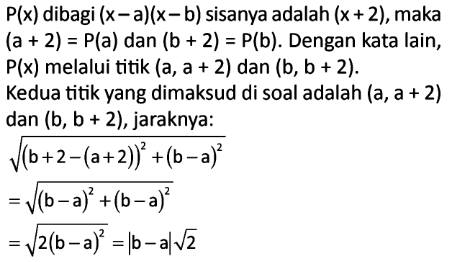 P(x) dibagi (x – a)(x – b) sisanya adalah (x + 2), maka
(a + 2) = P(a) dan (b + 2) = P(b). Dengan kata lain,
P(x) melalui titik (a, a + 2) dan (b, b + 2).
Kedua titik yang dimaksud di soal adalah (a, a + 2)
dan (b, b + 2), jaraknya:
√((b + 2 – (a + 2))² + (b – a)²)
= √((b – a)² + (b – a)²)
= √(2(b – a)²) = |b – a|√2